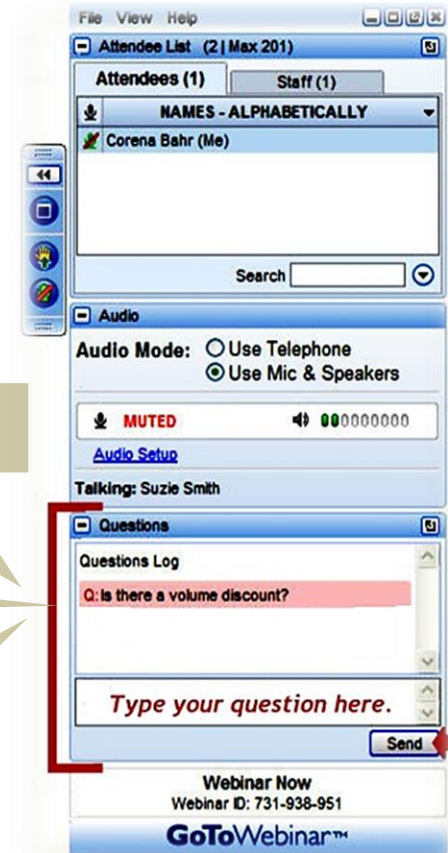 File View Help
Attendee List (2 | Max 201)
Attendees (1) Staff (1)
NAMES - ALPHABETICALLY
Corena Bahr (Me)
Search
Audio
Audio Mode: Use Telephone
Use Mic & Speakers
MUTED 000000000
Audio Setup
Talking: Suzie Smith
Questions
Questions Log
Q: Is there a volume discount?
Type your question here.
Send
Webinar Now
Webinar ID: 731-938-951
GoToWebinar™